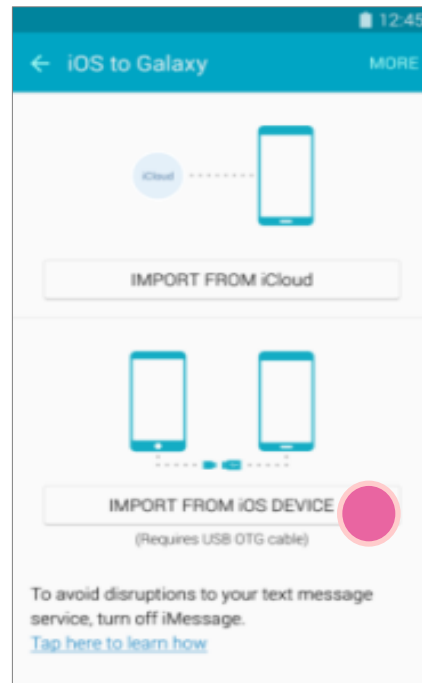 12:45
iOS to Galaxy MORE
iCloud
IMPORT FROM iCloud
IMPORT FROM iOS DEVICE
(Requires USB OTG cable)
To avoid disruptions to your text message
service, turn off iMessage.
Tap here to learn how